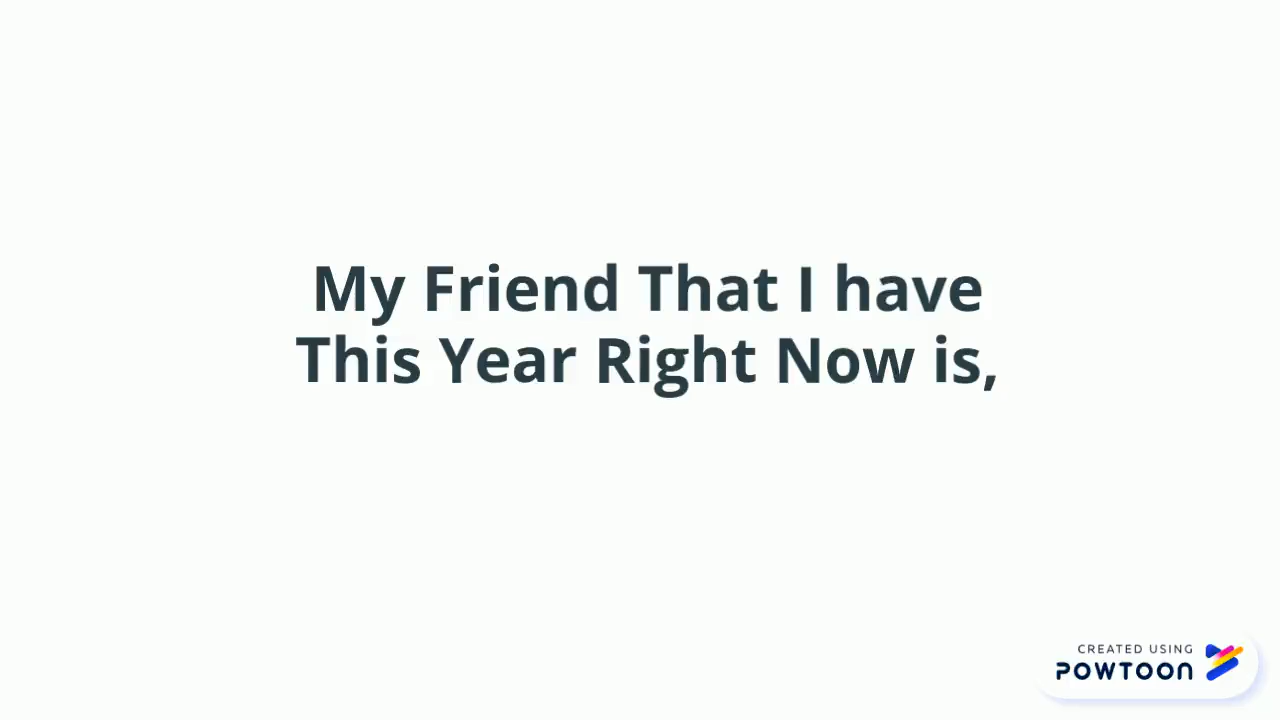 My Friend That I have
This Year Right Now is,
CREATED USING
POWTOON